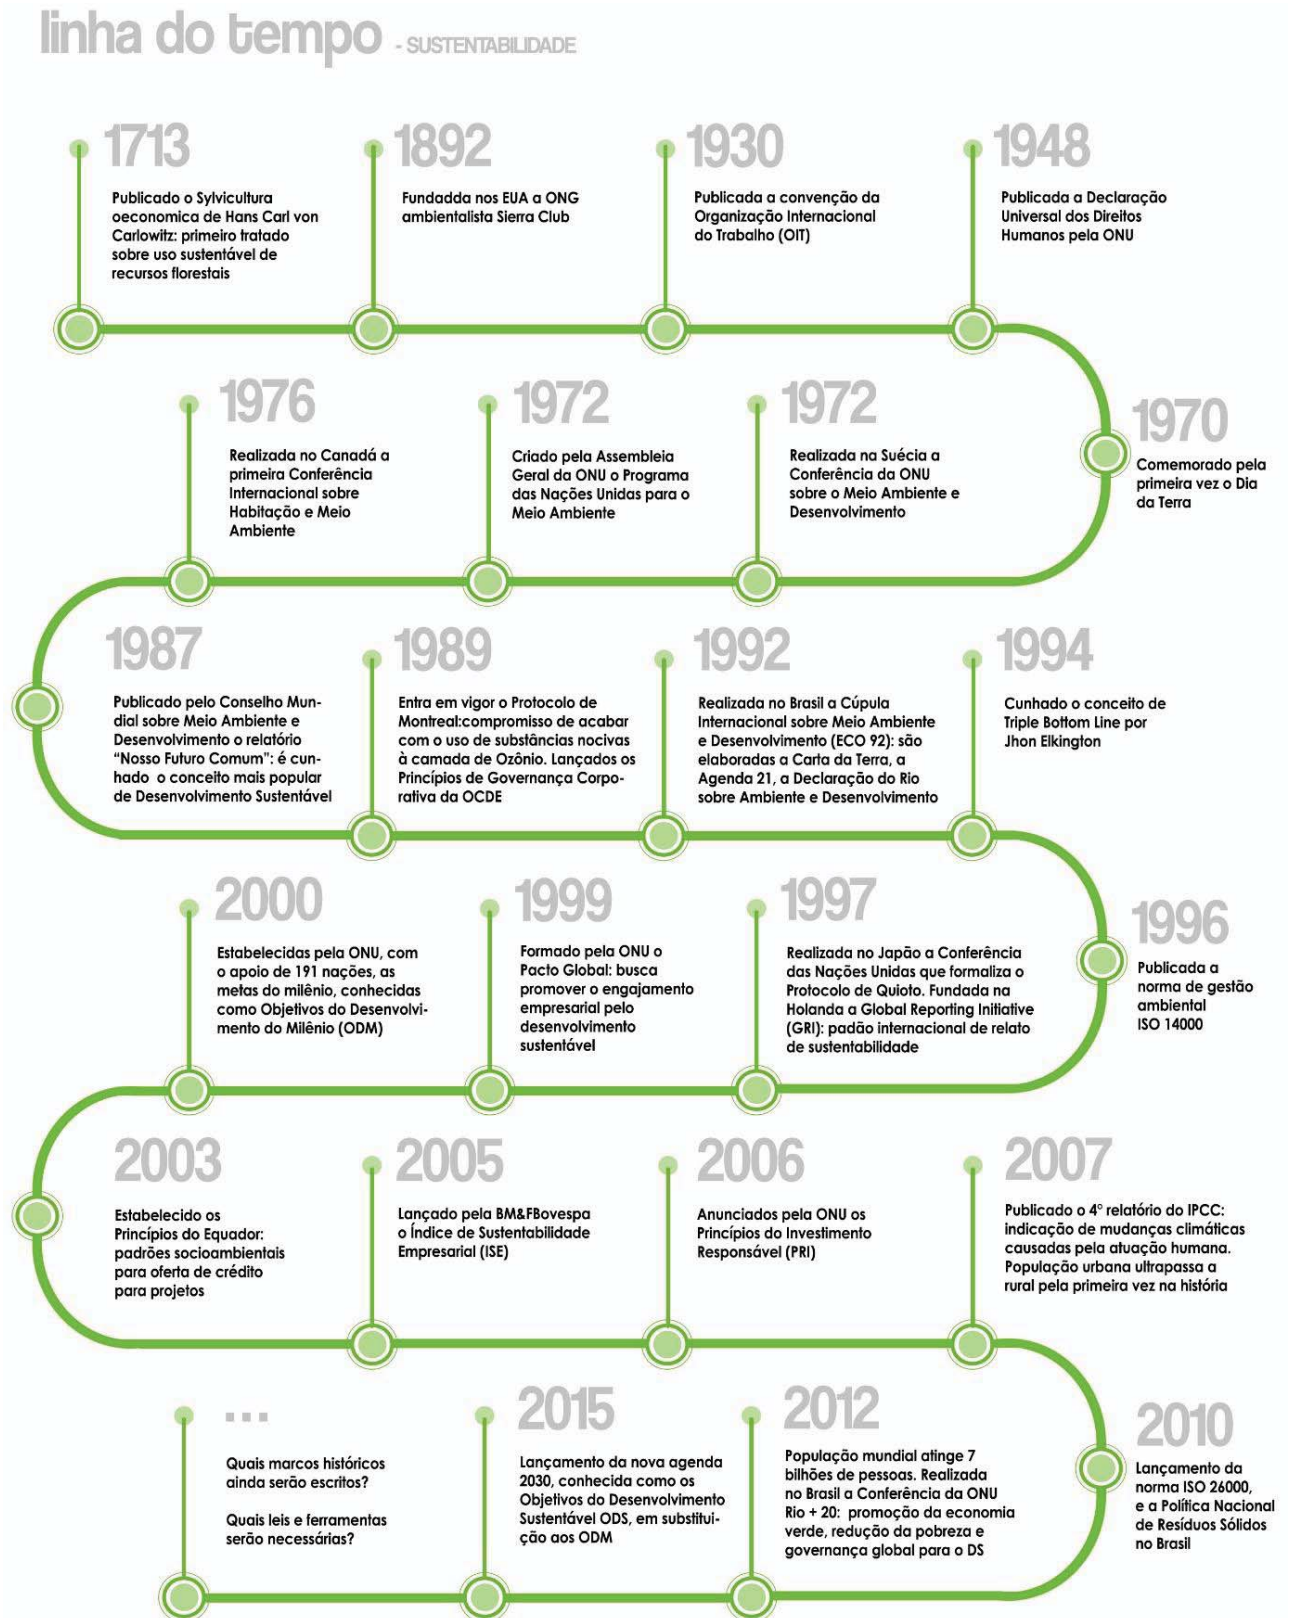 linha do tempo - SUSTENTABILIDADE
1713
Publicado o Sylvicultura
oeconomica de Hans Carl von
Carlowitz: primeiro tratado
sobre uso sustentável de
recursos florestais
1892
Fundadda nos EUA a ONG
ambientalista Sierra Club
1930
Publicada a convenção da
Organização Internacional
do Trabalho (OIT)
1948
Publicada a Declaração
Universal dos Direitos
Humanos pela ONU
1970
Comemorado pela
primeira vez o Dia
da Terra
1972
Realizada na Suécia a
Conferência da ONU
sobre o Meio Ambiente e
Desenvolvimento
1972
Criado pela Assembleia
Geral da ONU o Programa
das Nações Unidas para o
Meio Ambiente
1976
Realizada no Canadá a
primeira Conferência
Internacional sobre
Habitação e Meio
Ambiente
1987
Publicado pelo Conselho Mun-
dial sobre Meio Ambiente e
Desenvolvimento o relatório
“Nosso Futuro Comum”: é cun-
hado o conceito mais popular
de Desenvolvimento Sustentável
1989
Entra em vigor o Protocolo de
Montreal:compromisso de acabar
com o uso de substâncias nocivas
à camada de Ozônio. Lançados os
Princípios de Governança Corpo-
rativa da OCDE
1992
Realizada no Brasil a Cúpula
Internacional sobre Meio Ambiente
e Desenvolvimento (ECO 92): são
elaboradas a Carta da Terra, a
Agenda 21, a Declaração do Rio
sobre Ambiente e Desenvolvimento
1994
Cunhado o conceito de
Triple Bottom Line por
Jhon Elkington
1996
Publicada a
norma de gestão
ambiental
ISO 14000
1997
Realizada no Japão a Conferência
das Nações Unidas que formaliza o
Protocolo de Quioto. Fundada na
Holanda a Global Reporting Initiative
(GRI): padão internacional de relato
de sustentabilidade
1999
Formado pela ONU o
Pacto Global: busca
promover o engajamento
empresarial pelo
desenvolvimento
sustentável
2000
Estabelecidas pela ONU, com
o apoio de 191 nações, as
metas do milênio, conhecidas
como Objetivos do Desenvolvi-
mento do Milênio (ODM)
2003
Estabelecido os
Princípios do Equador:
padrões socioambientais
para oferta de crédito
para projetos
2005
Lançado pela BM&FBovespa
o Índice de Sustentabilidade
Empresarial (ISE)
2006
Anunciados pela ONU os
Princípios do Investimento
Responsável (PRI)
2007
Publicado o 4º relatório do IPCC:
indicação de mudanças climáticas
causadas pela atuação humana.
População urbana ultrapassa a
rural pela primeira vez na história
2010
Lançamento da
norma ISO 26000,
e a Política Nacional
de Resíduos Sólidos
no Brasil
2012
População mundial atinge 7
bilhões de pessoas. Realizada
no Brasil a Conferência da ONU
Rio + 20: promoção da economia
verde, redução da pobreza e
governança global para o DS
2015
Lançamento da nova agenda
2030, conhecida como os
Objetivos do Desenvolvimento
Sustentável ODS, em substitui-
ção aos ODM
...
Quais marcos históricos
ainda serão escritos?
Quais leis e ferramentas
serão necessárias?